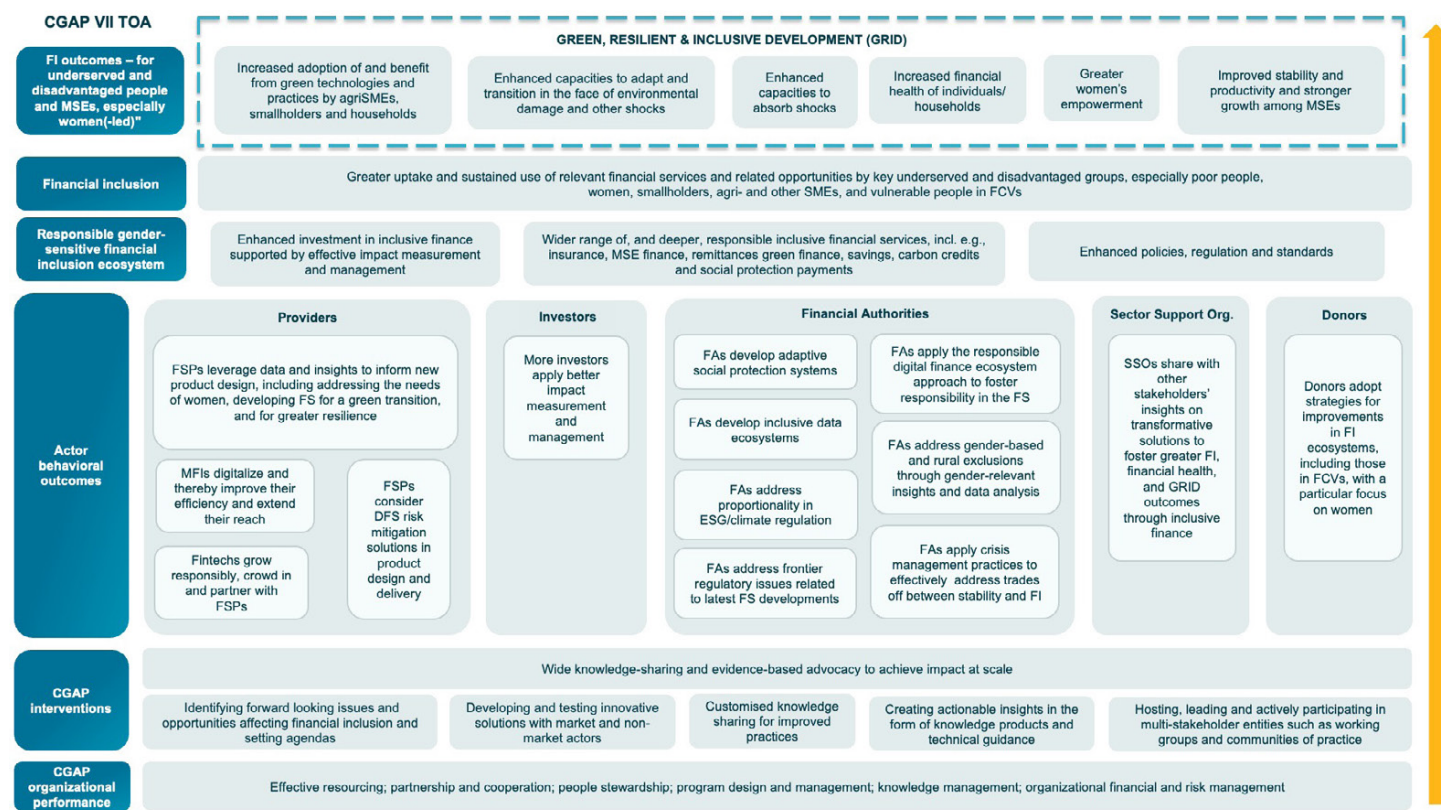 CGAP VII TOA
FI outcomes – for
underserved and
disadvantaged people
and MSEs, especially
women(-led)"
GREEN, RESILIENT & INCLUSIVE DEVELOPMENT (GRID)
Increased adoption of and benefit
from green technologies and
practices by agriSMEs,
smallholders and households
Enhanced capacities to adapt and
transition in the face of environmental
damage and other shocks
Enhanced
capacities to
absorb shocks
Increased financial
health of individuals/
households
Greater
women's
empowerment
Improved stability and
productivity and stronger
growth among MSEs
Financial inclusion
Greater uptake and sustained use of relevant financial services and related opportunities by key underserved and disadvantaged groups, especially poor people,
women, smallholders, agri- and other SMEs, and vulnerable people in FCVs
Responsible gender-
sensitive financial
inclusion ecosystem
Enhanced investment in inclusive finance
supported by effective impact measurement
and management
Wider range of, and deeper, responsible inclusive financial services, incl. e.g.,
insurance, MSE finance, remittances green finance, savings, carbon credits
and social protection payments
Enhanced policies, regulation and standards
Actor
behavioral
outcomes
Providers
FSPs leverage data and insights to inform new
product design, including addressing the needs
of women, developing FS for a green transition,
and for greater resilience
MFIs digitalize and
thereby improve their
efficiency and extend
their reach
Fintechs grow
responsibly, crowd in
and partner with
FSPs
FSPs
consider
DFS risk
mitigation
solutions in
product
design and
delivery
Investors
More investors
apply better
impact
measurement
and
management
Financial Authorities
FAs develop adaptive
social protection systems
FAs develop inclusive data
ecosystems
FAs address
proportionality in
ESG/climate regulation
FAs address frontier
regulatory issues related
to latest FS developments
FAs apply the responsible
digital finance ecosystem
approach to foster
responsibility in the FS
FAs address gender-based
and rural exclusions
through gender-relevant
insights and data analysis
FAs apply crisis
management practices to
effectively address trades
off between stability and FI
Sector Support Org.
SSOs share with
other
stakeholders'
insights on
transformative
solutions to
foster greater FI,
financial health,
and GRID
outcomes
through inclusive
finance
Donors
Donors adopt
strategies for
improvements
in FI
ecosystems,
including those
in FCVs, with a
particular focus
on women
CGAP
interventions
Wide knowledge-sharing and evidence-based advocacy to achieve impact at scale
Identifying forward looking issues and
opportunities affecting financial inclusion and
setting agendas
Developing and testing innovative
solutions with market and non-
market actors
Customised knowledge
sharing for improved
practices
Creating actionable insights in the
form of knowledge products and
technical guidance
Hosting, leading and actively participating in
multi-stakeholder entities such as working
groups and communities of practice
CGAP
organizational
performance
Effective resourcing; partnership and cooperation; people stewardship; program design and management; knowledge management; organizational financial and risk management